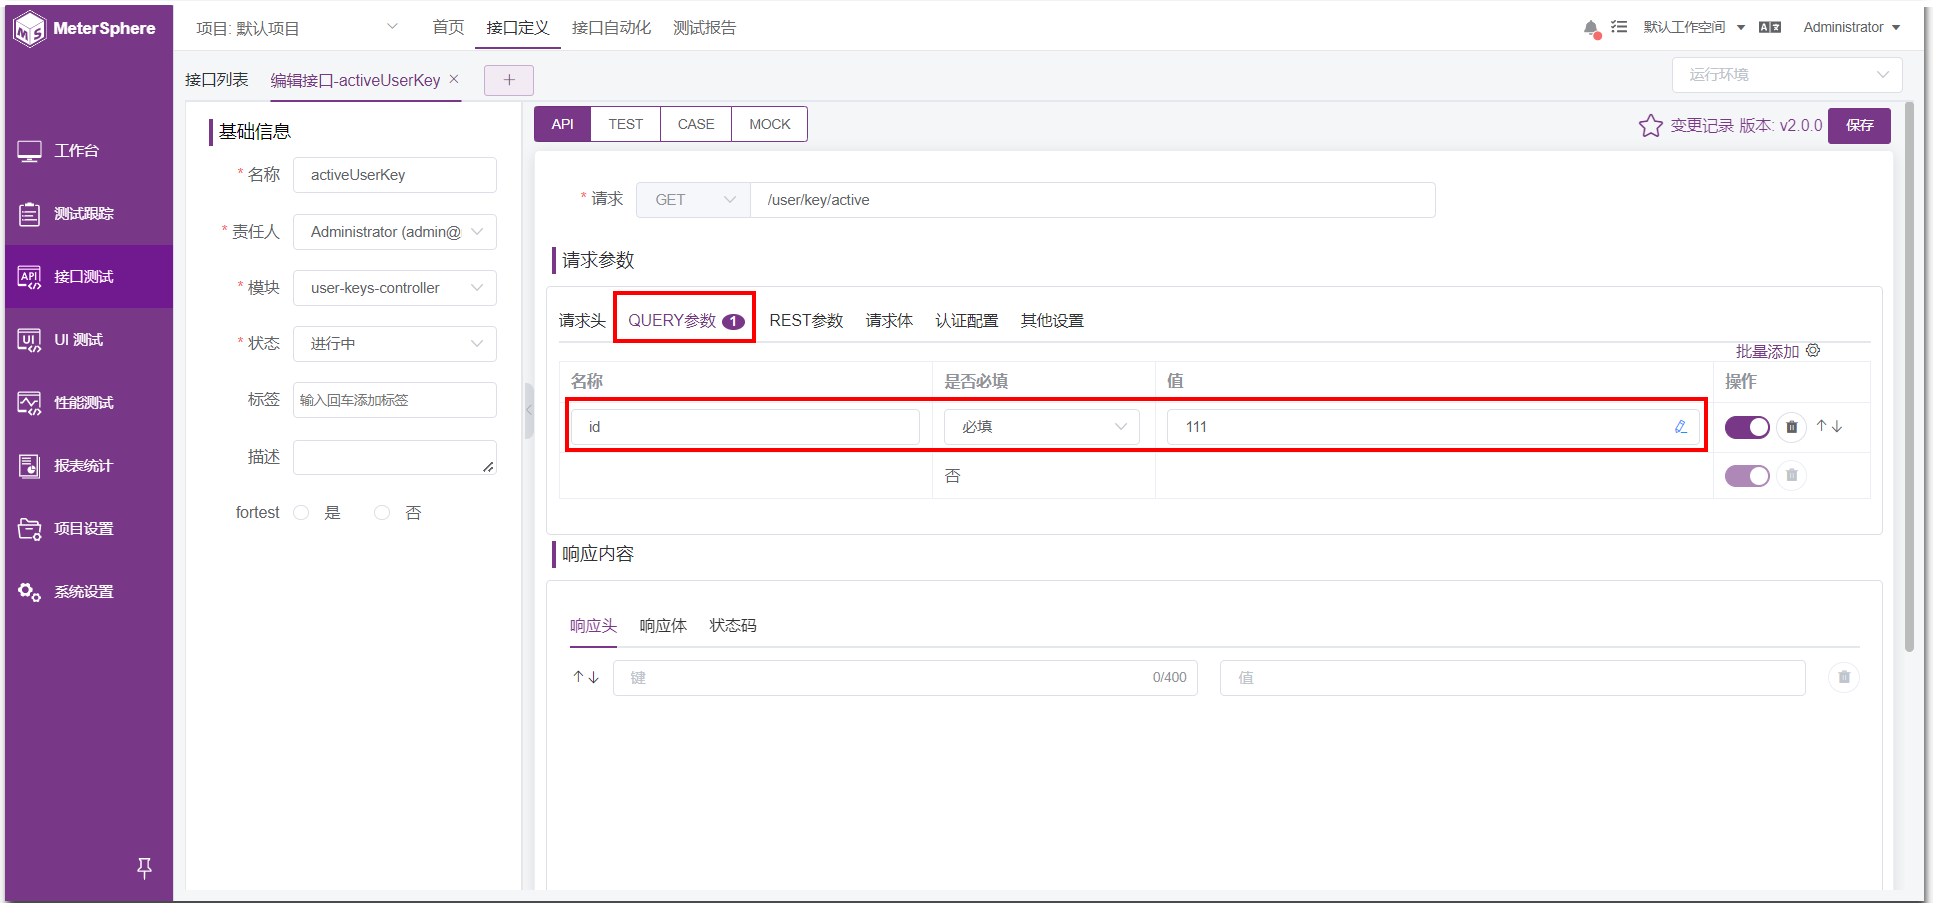 MeterSphere
项目: 默认项目
首页
接口定义
接口自动化
测试报告
默认工作空间
Administrator
接口列表
编辑接口-activeUserKey
运行环境
工作台
测试跟踪
API 接口测试
UI UI 测试
性能测试
报表统计
项目设置
系统设置
基础信息
* 名称 activeUserKey
* 责任人 Administrator (admin@
* 模块 user-keys-controller
* 状态 进行中
标签 输入回车添加标签
描述
fortest 是 否
API TEST CASE MOCK
变更记录 版本: v2.0.0 保存
* 请求 GET /user/key/active
请求参数
请求头 QUERY参数 1 REST参数 请求体 认证配置 其他设置
批量添加
名称 是否必填 值 操作
id 必填 111
否
响应内容
响应头 响应体 状态码
键 0/400 值